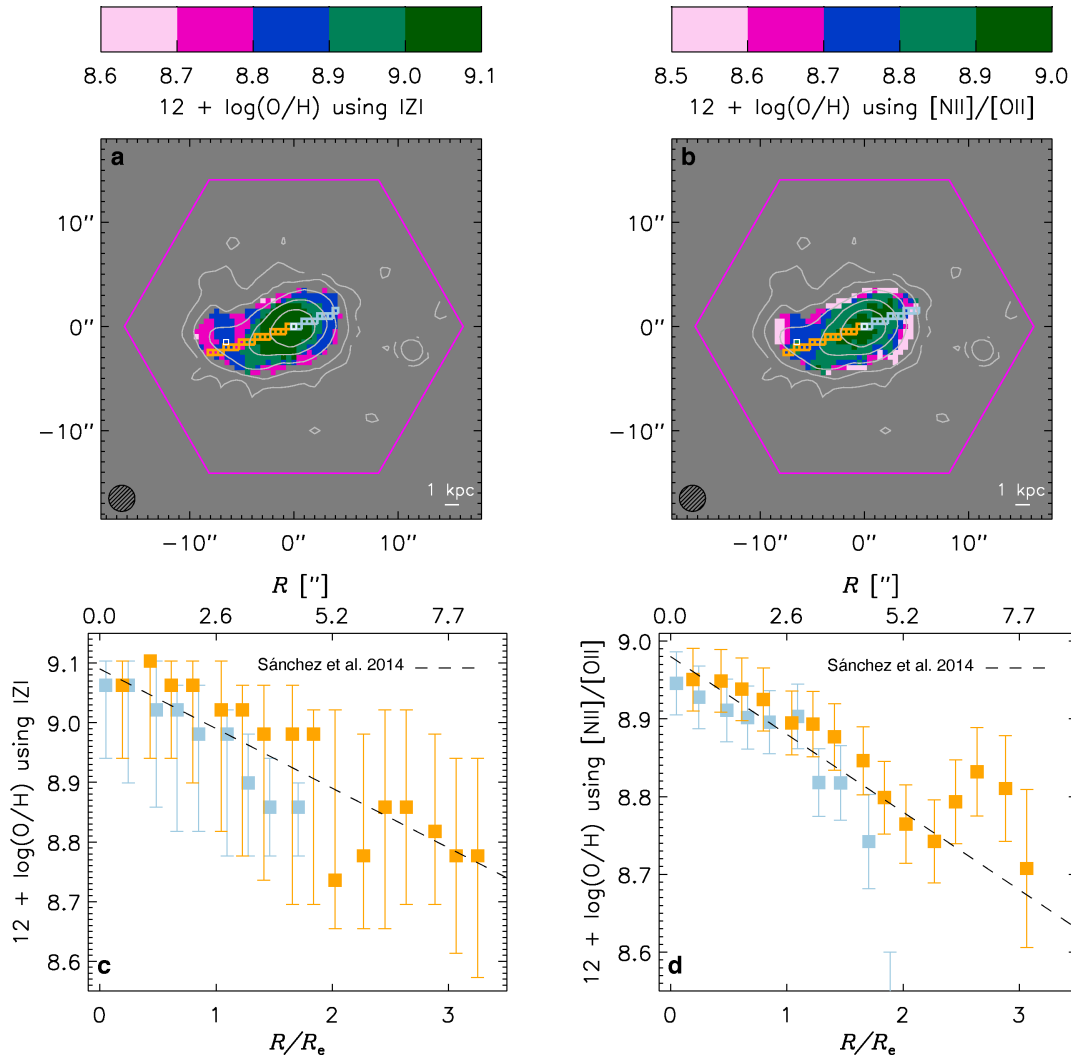 8.6 8.7 8.8 8.9 9.0 9.1
12 + log(O/H) using IZI
8.5 8.6 8.7 8.8 8.9 9.0
12 + log(O/H) using [NII]/[OII]
a
10″
0″
−10″
1 kpc
−10″ 0″ 10″
b
10″
0″
−10″
1 kpc
−10″ 0″ 10″
R ["]
0.0 2.6 5.2 7.7
Sánchez et al. 2014
12 + log(O/H) using IZI
9.1
9.0
8.9
8.8
8.7
8.6
c
0 1 2 3
R/Re
R ["]
0.0 2.6 5.2 7.7
Sánchez et al. 2014
12 + log(O/H) using [NII]/[OII]
9.0
8.9
8.8
8.7
8.6
d
0 1 2 3
R/Re